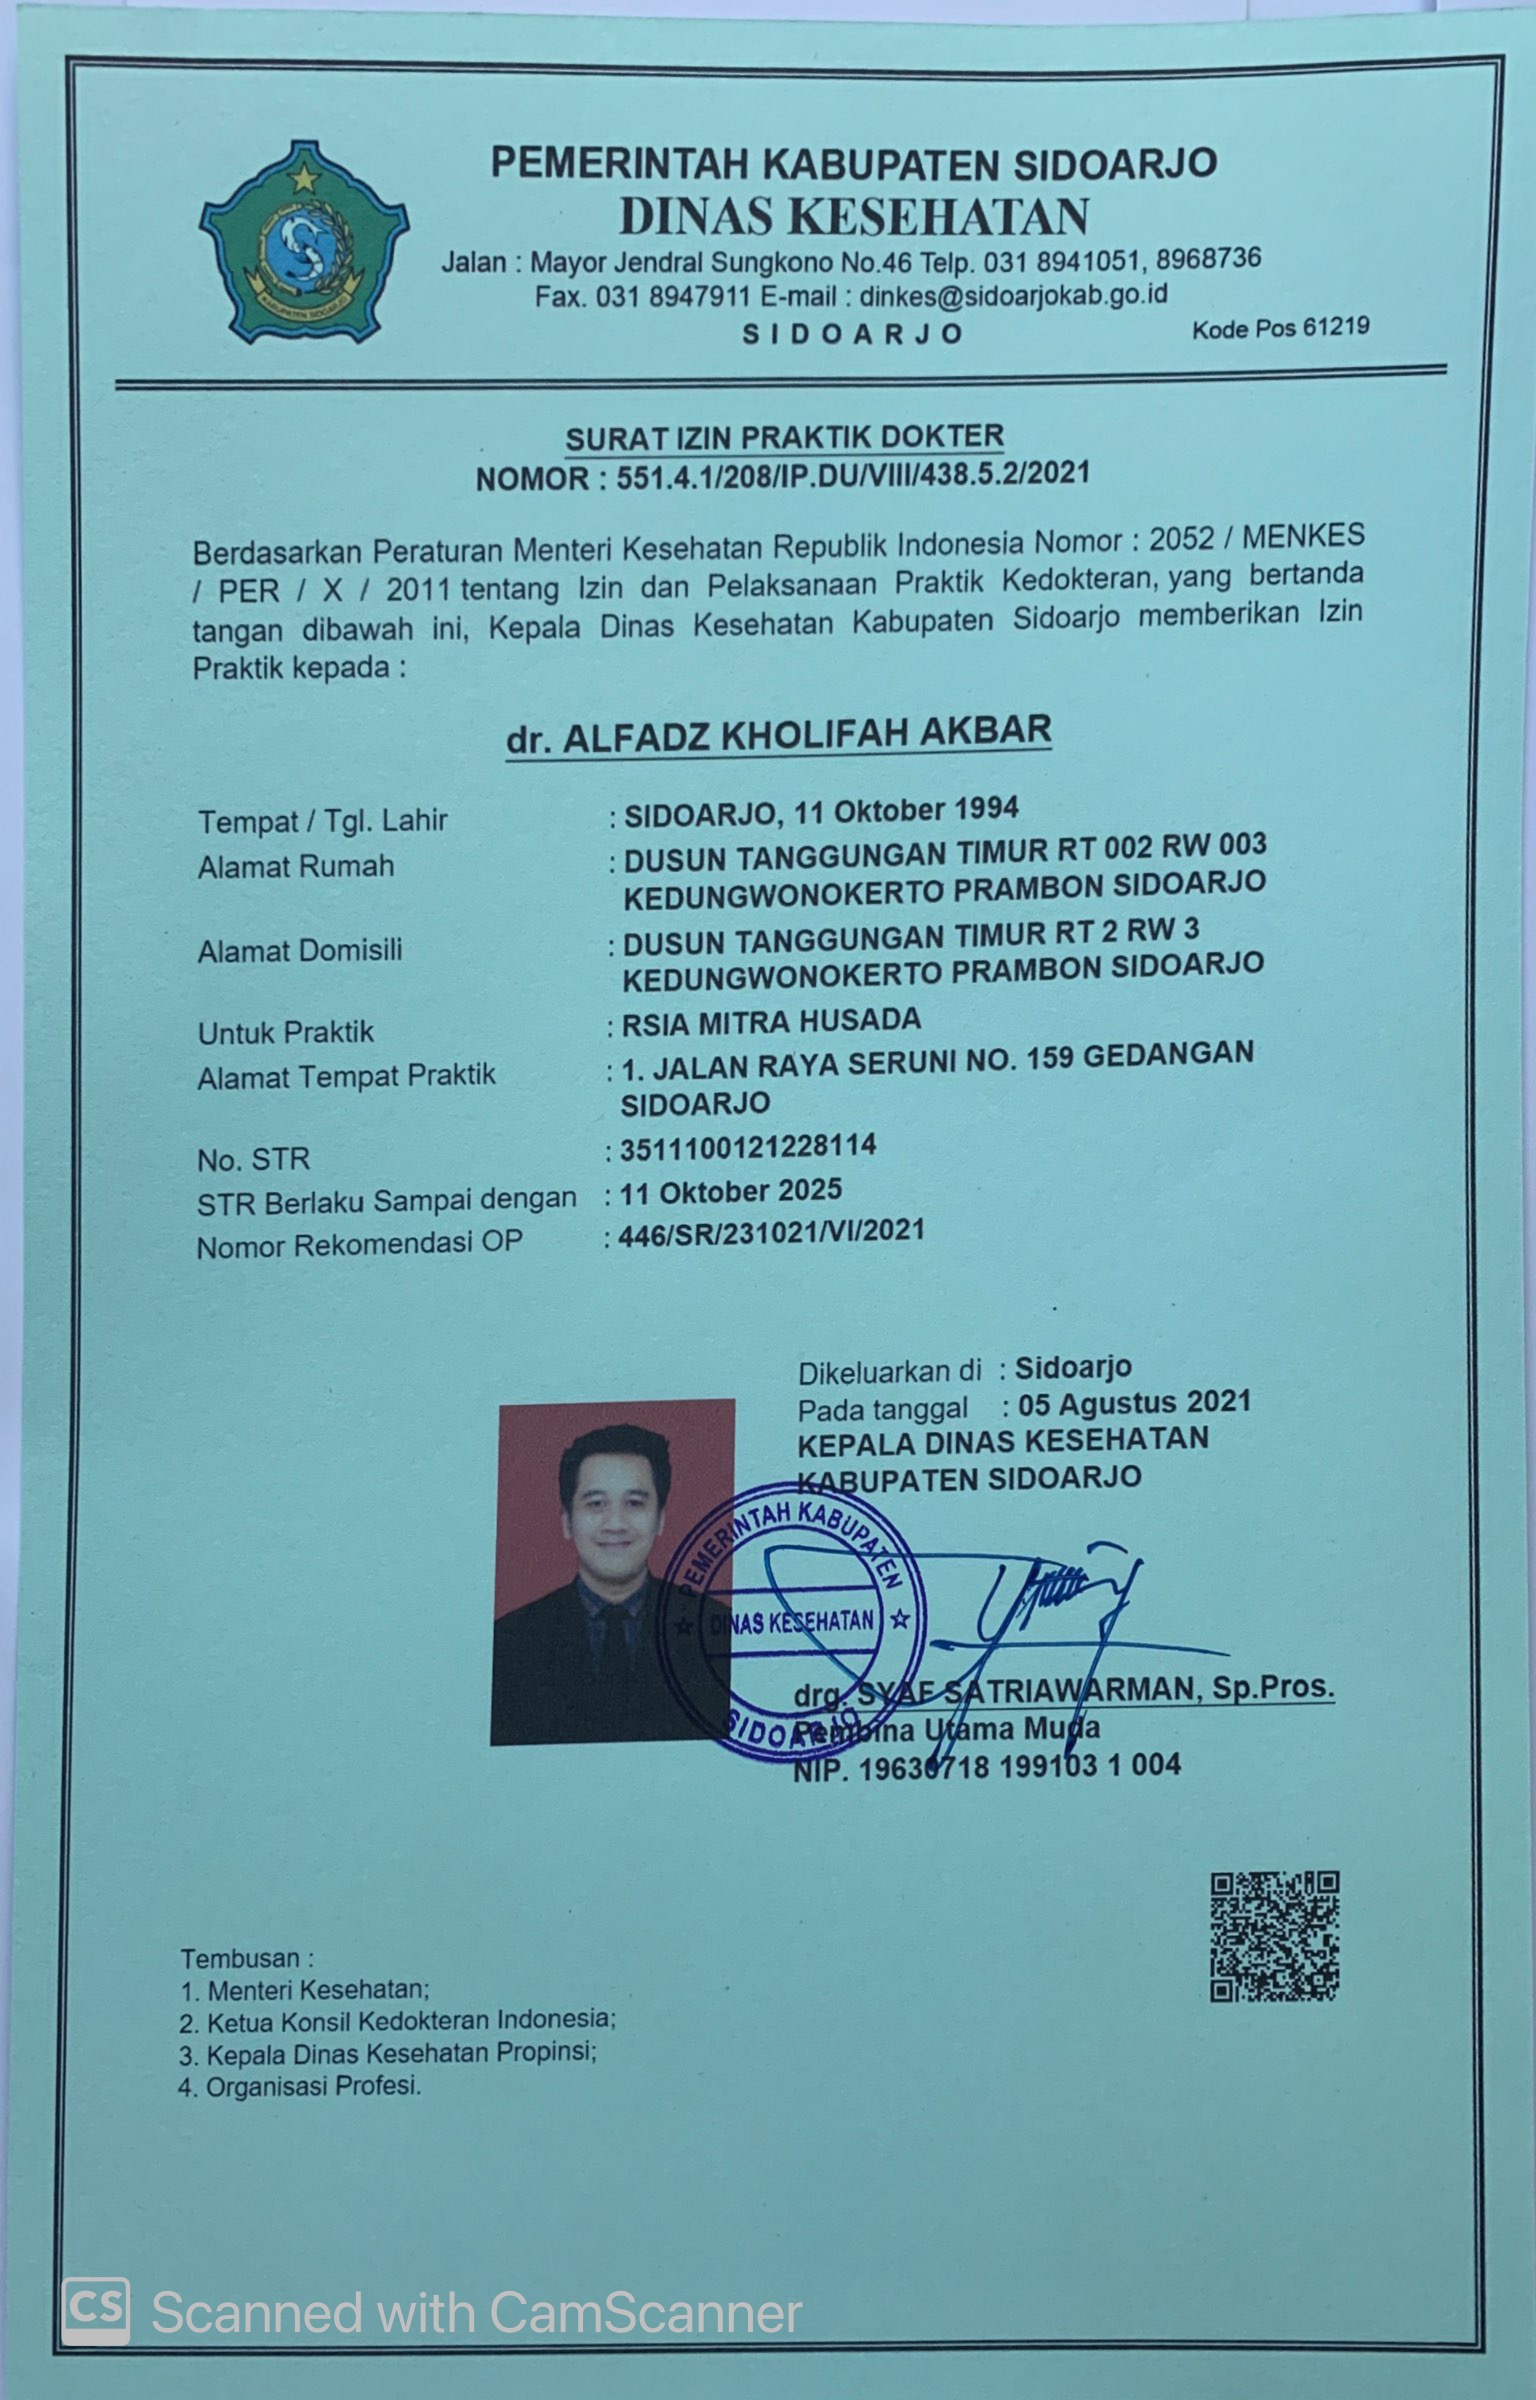 PEMERINTAH KABUPATEN SIDOARJO
DINAS KESEHATAN
Jalan : Mayor Jendral Sungkono No.46 Telp. 031 8941051, 8968736
Fax. 031 8947911 E-mail : dinkes@sidoarjokab.go.id
S I D O A R J O
Kode Pos 61219
KABUPATEN SIDOARJO
SURAT IZIN PRAKTIK DOKTER
NOMOR : 551.4.1/208/IP.DU/VIII/438.5.2/2021
Berdasarkan Peraturan Menteri Kesehatan Republik Indonesia Nomor : 2052 / MENKES
/ PER / X / 2011 tentang Izin dan Pelaksanaan Praktik Kedokteran, yang bertanda
tangan dibawah ini, Kepala Dinas Kesehatan Kabupaten Sidoarjo memberikan Izin
Praktik kepada :
dr. ALFADZ KHOLIFAH AKBAR
Tempat / Tgl. Lahir : SIDOARJO, 11 Oktober 1994
Alamat Rumah : DUSUN TANGGUNGAN TIMUR RT 002 RW 003
KEDUNGWONOKERTO PRAMBON SIDOARJO
Alamat Domisili : DUSUN TANGGUNGAN TIMUR RT 2 RW 3
KEDUNGWONOKERTO PRAMBON SIDOARJO
Untuk Praktik : RSIA MITRA HUSADA
Alamat Tempat Praktik : 1. JALAN RAYA SERUNI NO. 159 GEDANGAN
SIDOARJO
No. STR : 3511100121228114
STR Berlaku Sampai dengan : 11 Oktober 2025
Nomor Rekomendasi OP : 446/SR/231021/VI/2021
Dikeluarkan di : Sidoarjo
Pada tanggal : 05 Agustus 2021
KEPALA DINAS KESEHATAN
KABUPATEN SIDOARJO
PEMERINTAH KABUPATEN
DINAS KESEHATAN
SIDOARJO
drg. SYAF SATRIAWARMAN, Sp.Pros.
Pembina Utama Muda
NIP. 19630718 199103 1 004
Tembusan :
1. Menteri Kesehatan;
2. Ketua Konsil Kedokteran Indonesia;
3. Kepala Dinas Kesehatan Propinsi;
4. Organisasi Profesi.
CS Scanned with CamScanner